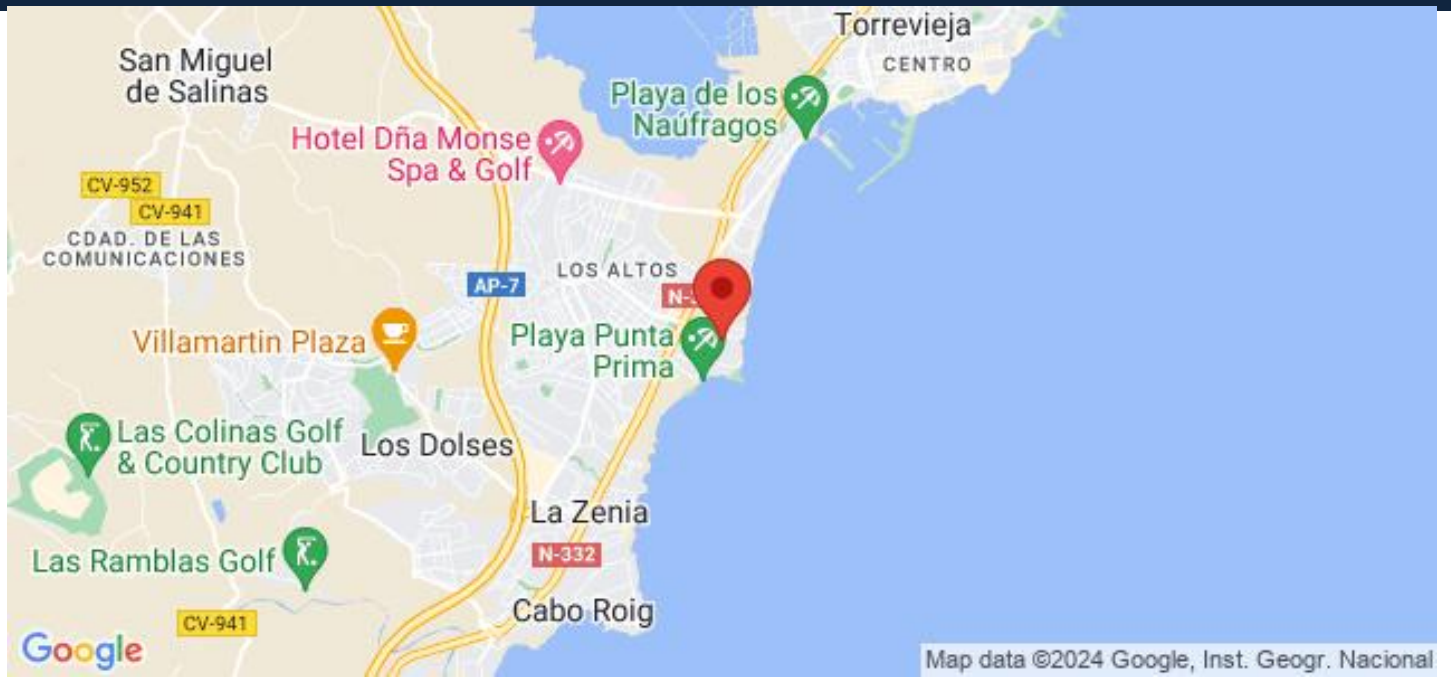 Torrevieja
CENTRO
San Miguel
de Salinas
Playa de los
Naúfragos
Hotel Dña Monse
Spa & Golf
CV-952
CV-941
CDAD. DE LAS
COMUNICACIONES
LOS ALTOS
AP-7
Villamartin Plaza
Playa Punta
Prima
Las Colinas Golf
& Country Club
Los Dolses
La Zenia
N-332
Las Ramblas Golf
Cabo Roig
CV-941
Google
Map data ©2024 Google, Inst. Geogr. Nacional